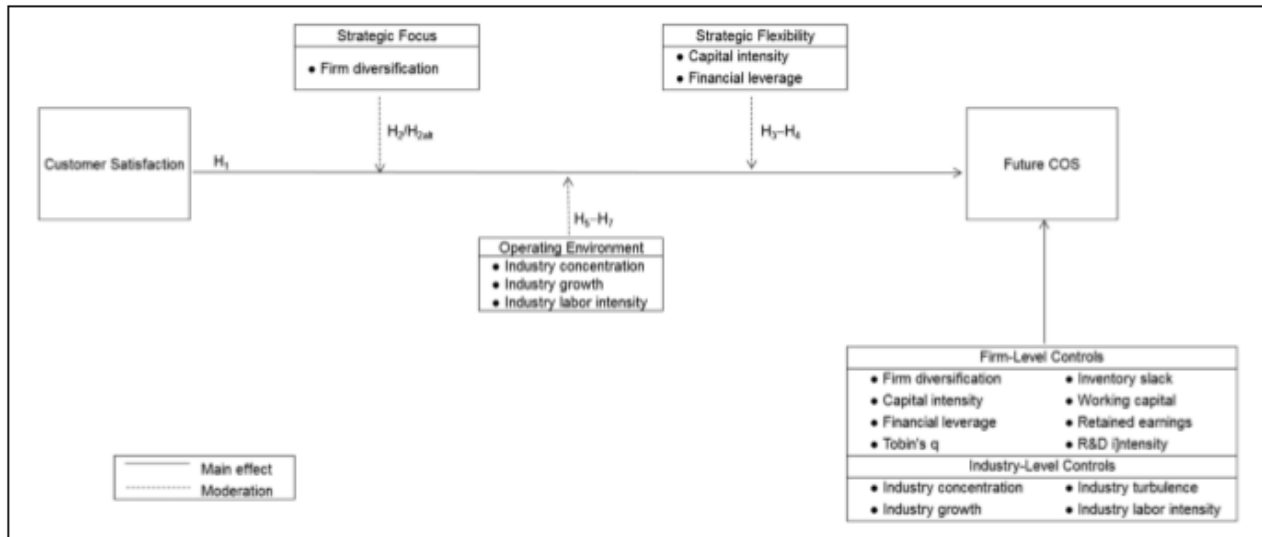 Strategic Focus
● Firm diversification
Strategic Flexibility
● Capital intensity
● Financial leverage
H2/H2alt
H3–H4
Customer Satisfaction
H1
Future COS
H5–H7
Operating Environment
● Industry concentration
● Industry growth
● Industry labor intensity
Firm-Level Controls
● Firm diversification ● Inventory slack
● Capital intensity ● Working capital
● Financial leverage ● Retained earnings
● Tobin's q ● R&D i}ntensity
Industry-Level Controls
● Industry concentration ● Industry turbulence
● Industry growth ● Industry labor intensity
Main effect
Moderation